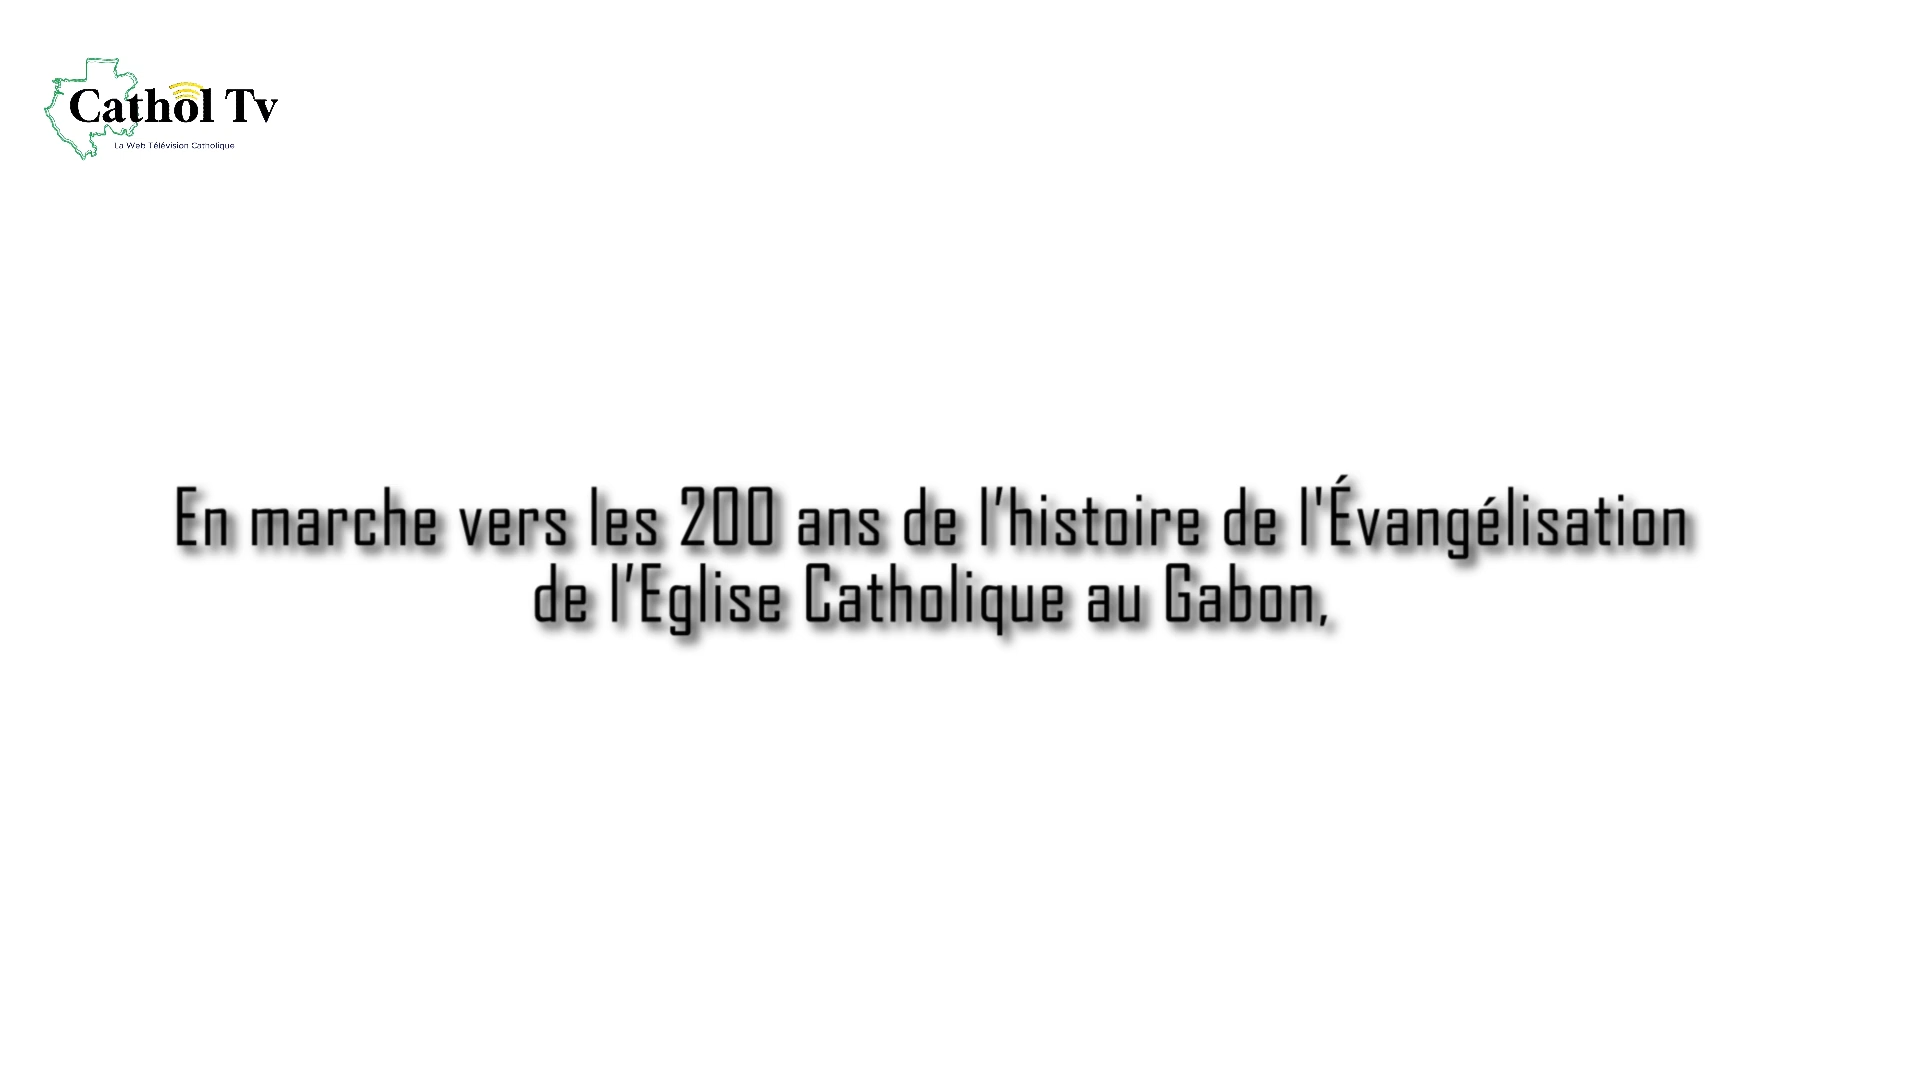 Cathol Tv
La Web Télévision Catholique
En marche vers les 200 ans de l’histoire de l'Évangélisation
de l’Eglise Catholique au Gabon,